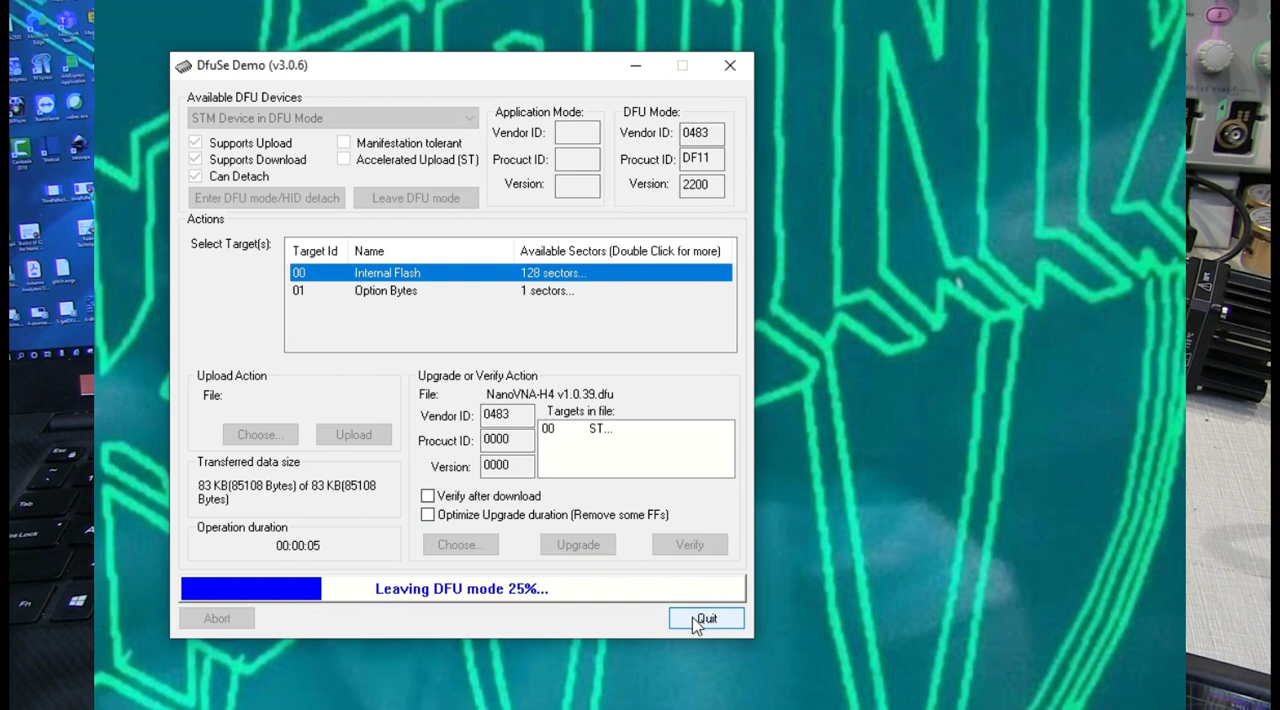 DfuSe Demo (v3.0.6)
Available DFU Devices
STM Device in DFU Mode
Supports Upload
Manifestation tolerant
Supports Download
Accelerated Upload (ST)
Can Detach
Enter DFU mode/HID detach
Leave DFU mode
Application Mode:
Vendor ID:
Procuct ID:
Version:
DFU Mode:
Vendor ID: 0483
Procuct ID: DF11
Version: 2200
Actions
Select Target(s):
Target Id Name Available Sectors (Double Click for more)
00 Internal Flash 128 sectors...
01 Option Bytes 1 sectors...
Upload Action
File:
Choose... Upload
Transferred data size
83 KB(85108 Bytes) of 83 KB(85108
Bytes)
Operation duration
00:00:05
Upgrade or Verify Action
File: NanoVNA-H4 v1.0.39.dfu
Vendor ID: 0483
Procuct ID: 0000
Version: 0000
Targets in file:
00 ST...
Verify after download
Optimize Upgrade duration (Remove some FFs)
Choose... Upgrade Verify
Leaving DFU mode 25%...
Abort
Quit
Esc
Tab
Fn